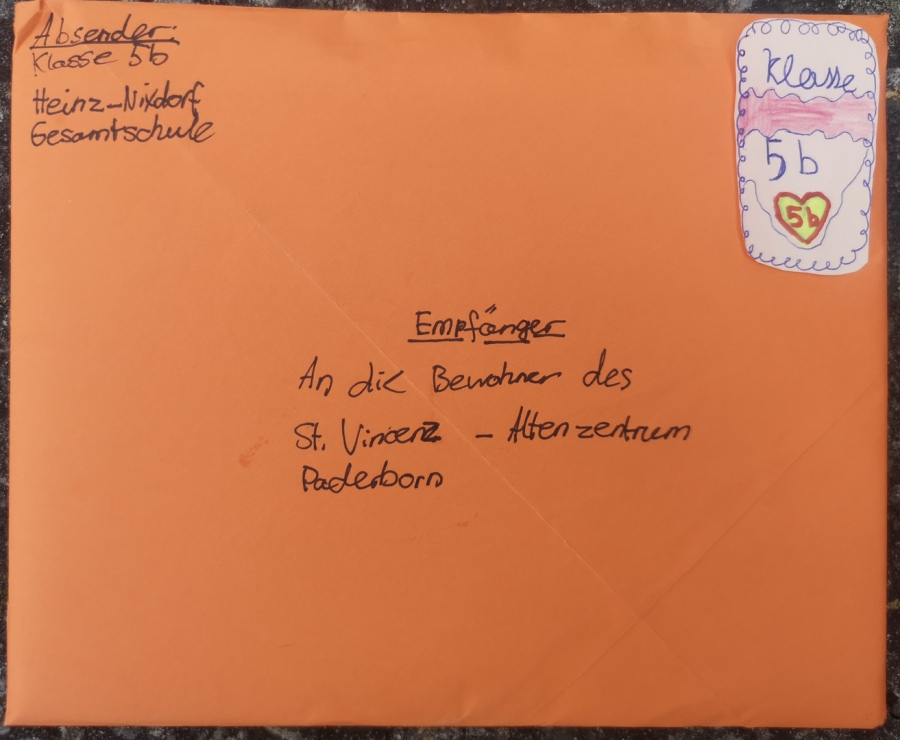 Absender:
Klasse 5b
Heinz-Nixdorf
Gesamtschule
Klasse
5b
5b
Empfänger
An die Bewohner des
St. Vincenz - Altenzentrum
Paderborn